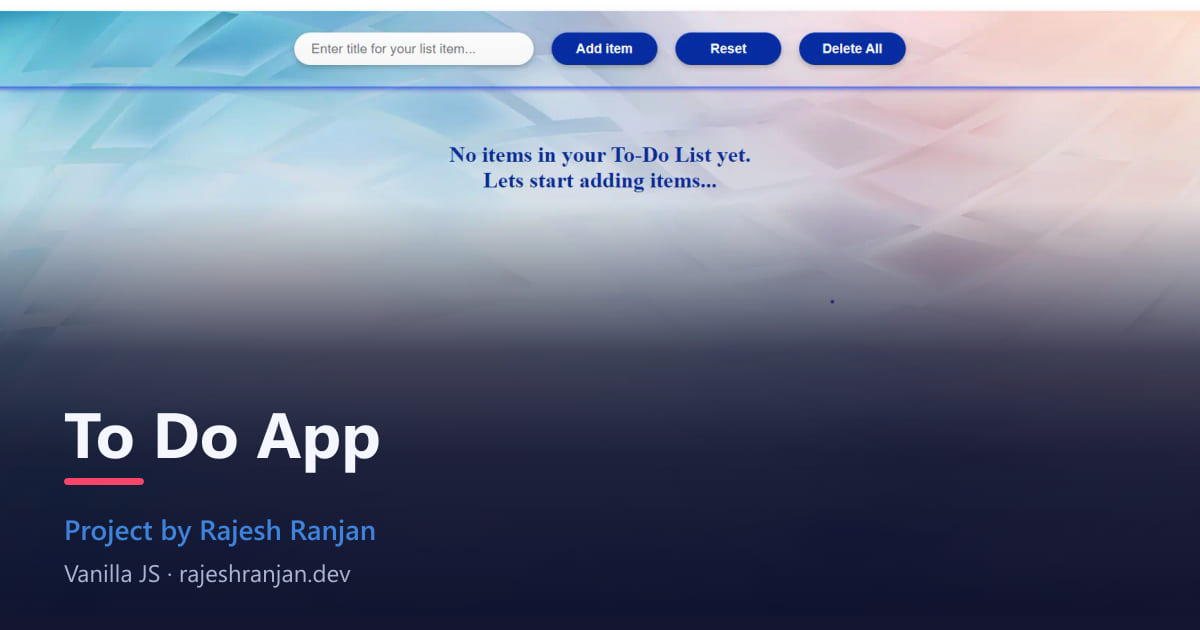 Enter title for your list item...
Add item
Reset
Delete All
No items in your To-Do List yet.
Lets start adding items...
To Do App
Project by Rajesh Ranjan
Vanilla JS · rajeshranjan.dev